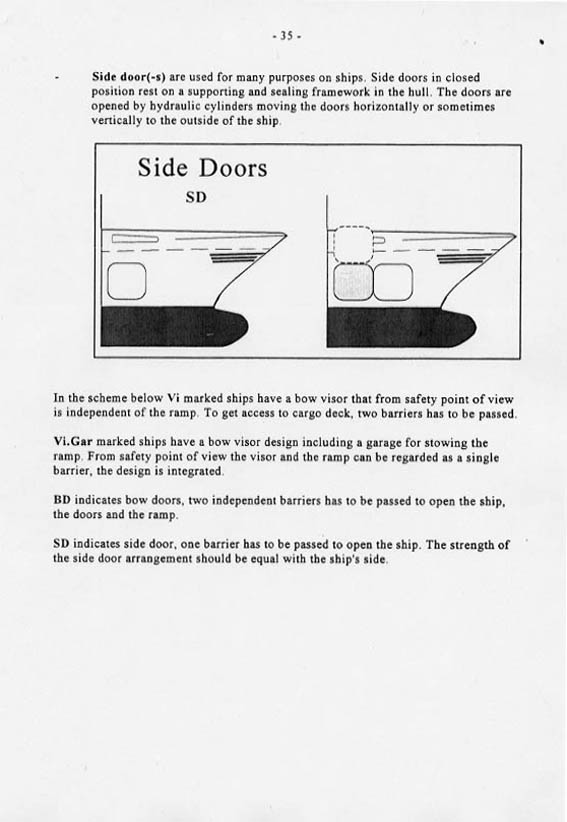 - 35 -
- Side door(-s) are used for many purposes on ships. Side doors in closed
position rest on a supporting and sealing framework in the hull. The doors are
opened by hydraulic cylinders moving the doors horizontally or sometimes
vertically to the outside of the ship.
Side Doors
SD
In the scheme below Vi marked ships have a bow visor that from safety point of view
is independent of the ramp. To get access to cargo deck, two barriers has to be passed.
Vi.Gar marked ships have a bow visor design including a garage for stowing the
ramp. From safety point of view the visor and the ramp can be regarded as a single
barrier, the design is integrated.
BD indicates bow doors, two independent barriers has to be passed to open the ship,
the doors and the ramp.
SD indicates side door, one barrier has to be passed to open the ship. The strength of
the side door arrangement should be equal with the ship's side.